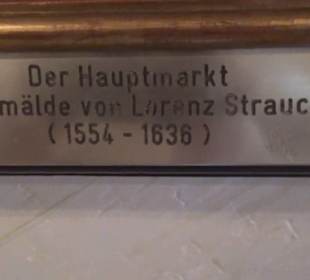 Der Hauptmarkt
mälde von Lorenz Strauc
( 1554 - 1636 )